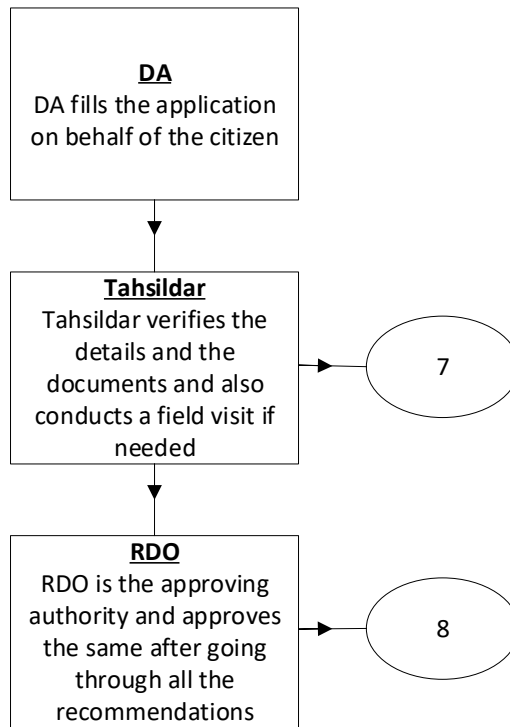 DA
DA fills the application
on behalf of the citizen
Tahsildar
Tahsildar verifies the
details and the
documents and also
conducts a field visit if
needed
7
RDO
RDO is the approving
authority and approves
the same after going
through all the
recommendations
8